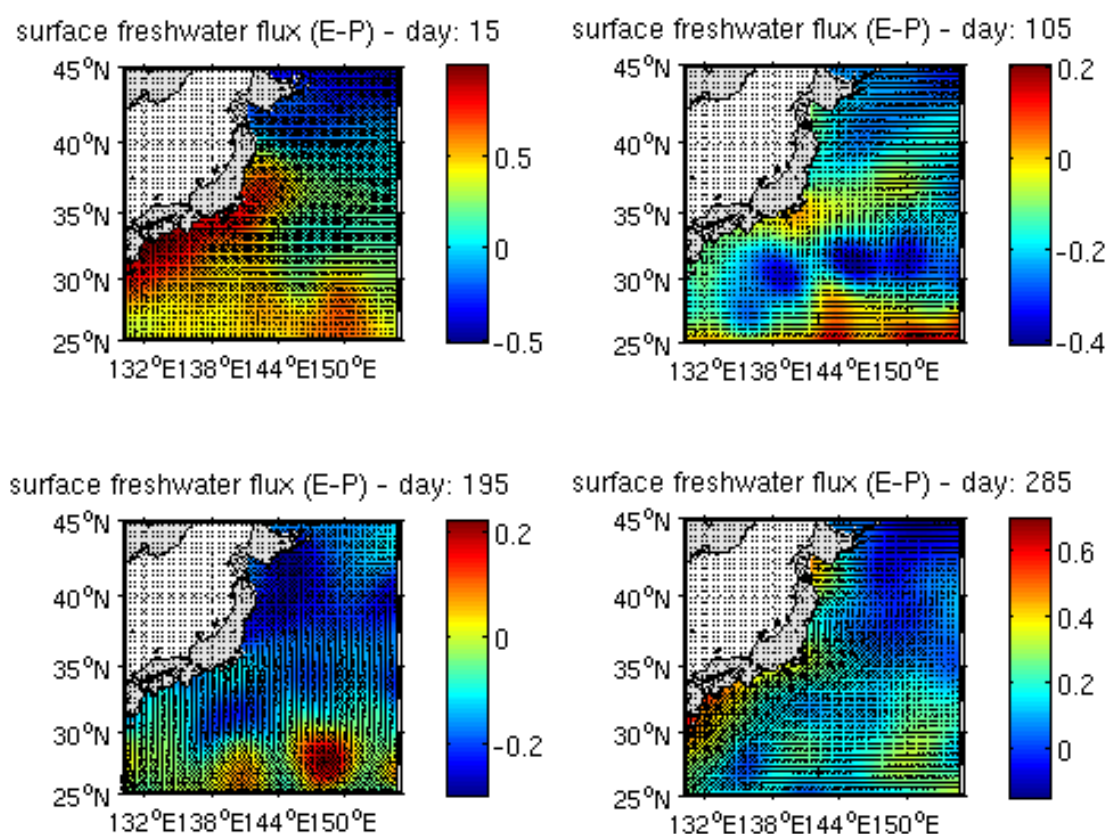 surface freshwater flux (E-P) - day: 15
45°N
40°N
35°N
30°N
25°N
132°E138°E144°E150°E
0.5
0
-0.5
surface freshwater flux (E-P) - day: 105
45°N
40°N
35°N
30°N
25°N
132°E138°E144°E150°E
0.2
0
-0.2
-0.4
surface freshwater flux (E-P) - day: 195
45°N
40°N
35°N
30°N
25°N
132°E138°E144°E150°E
0.2
0
-0.2
surface freshwater flux (E-P) - day: 285
45°N
40°N
35°N
30°N
25°N
132°E138°E144°E150°E
0.6
0.4
0.2
0